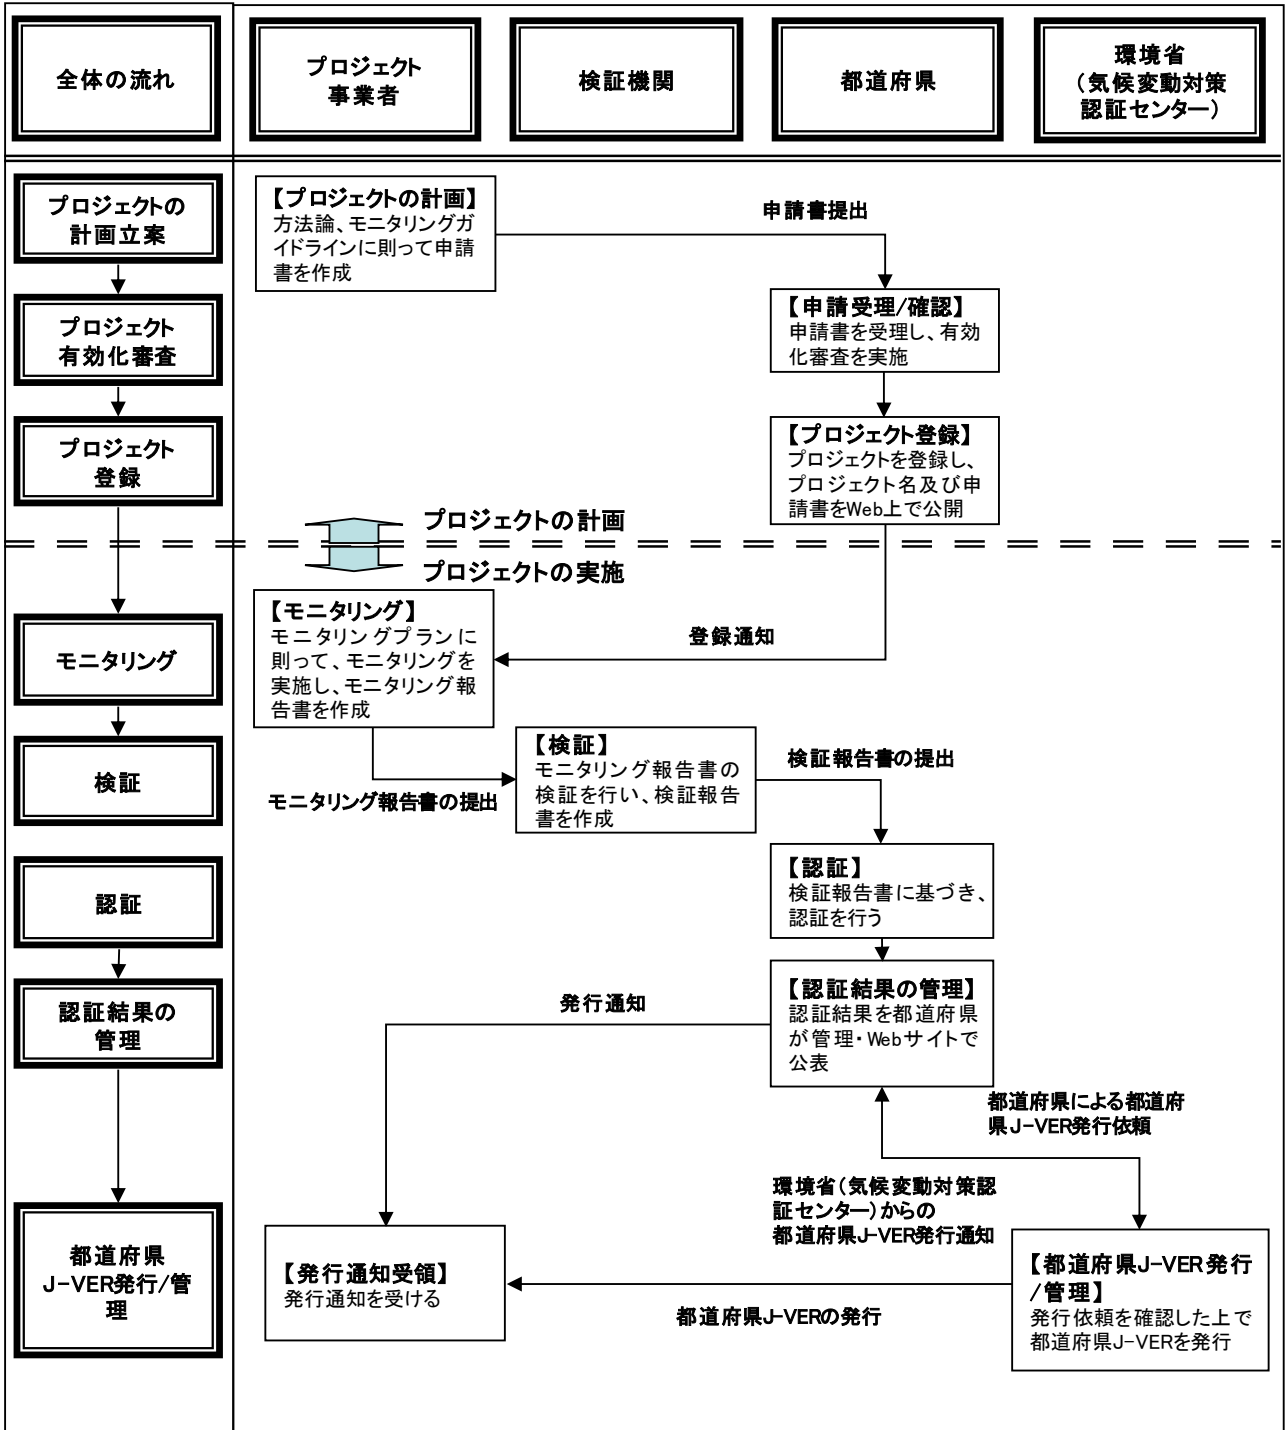 全体の流れ
プロジェクト
事業者
検証機関
都道府県
環境省
（気候変動対策
認証センター）
プロジェクトの
計画立案
【プロジェクトの計画】
方法論、モニタリングガ
イドラインに則って申請
書を作成
申請書提出
プロジェクト
有効化審査
【申請受理/確認】
申請書を受理し、有効
化審査を実施
プロジェクト
登録
【プロジェクト登録】
プロジェクトを登録し、
プロジェクト名及び申
請書をWeb上で公開
プロジェクトの計画
プロジェクトの実施
モニタリング
【モニタリング】
モニタリングプランに
則って、モニタリングを
実施し、モニタリング報
告書を作成
登録通知
検証
モニタリング報告書の提出
【検証】
モニタリング報告書の
検証を行い、検証報告
書を作成
検証報告書の提出
認証
【認証】
検証報告書に基づき、
認証を行う
認証結果の
管理
【認証結果の管理】
認証結果を都道府県
が管理・Webサイトで
公表
発行通知
都道府県による都道府
県J-VER発行依頼
環境省（気候変動対策認
証センター）からの
都道府県J-VER発行通知
都道府県
J-VER発行/管
理
【発行通知受領】
発行通知を受ける
都道府県J-VERの発行
【都道府県J-VER発行
/管理】
発行依頼を確認した上で
都道府県J-VERを発行